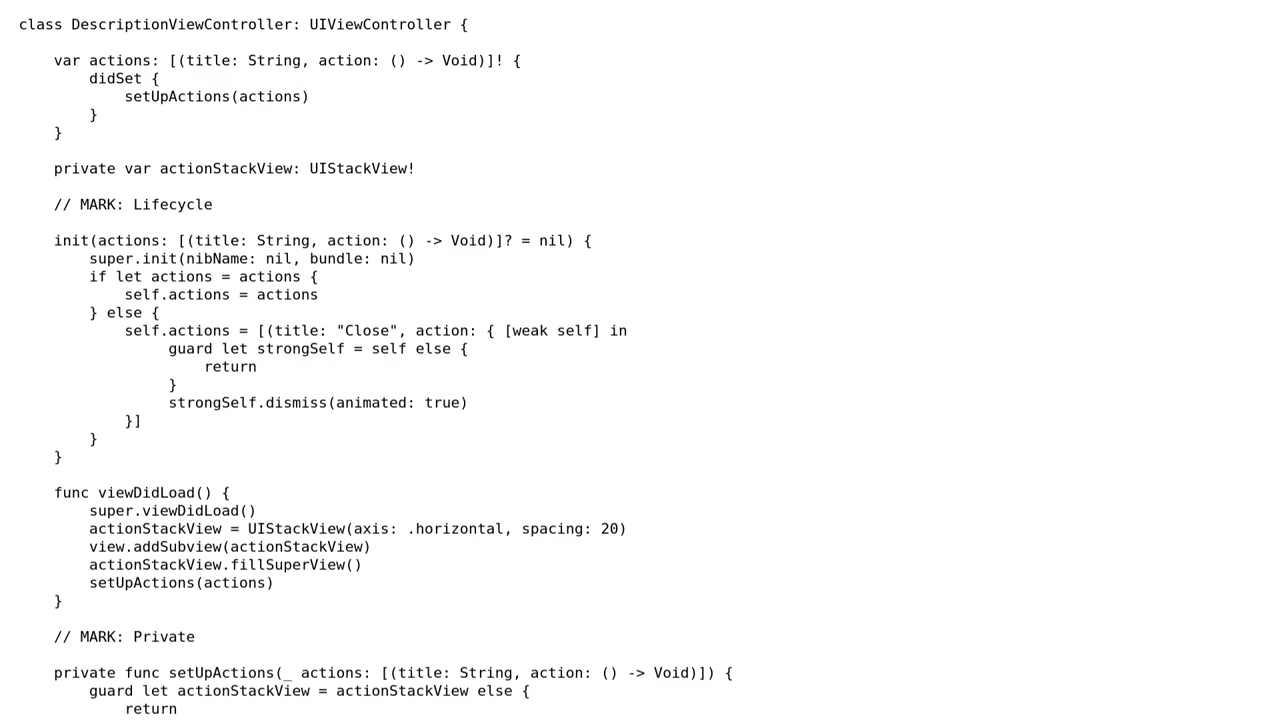 class DescriptionViewController: UIViewController {
    var actions: [(title: String, action: () -> Void)]! {
        didSet {
            setUpActions(actions)
        }
    }
    private var actionStackView: UIStackView!
    // MARK: Lifecycle
    init(actions: [(title: String, action: () -> Void)]? = nil) {
        super.init(nibName: nil, bundle: nil)
        if let actions = actions {
            self.actions = actions
        } else {
            self.actions = [(title: "Close", action: { [weak self] in
                 guard let strongSelf = self else {
                     return
                 }
                 strongSelf.dismiss(animated: true)
            }]
        }
    }
    func viewDidLoad() {
        super.viewDidLoad()
        actionStackView = UIStackView(axis: .horizontal, spacing: 20)
        view.addSubview(actionStackView)
        actionStackView.fillSuperView()
        setUpActions(actions)
    }
    // MARK: Private
    private func setUpActions(_ actions: [(title: String, action: () -> Void)]) {
        guard let actionStackView = actionStackView else {
            return